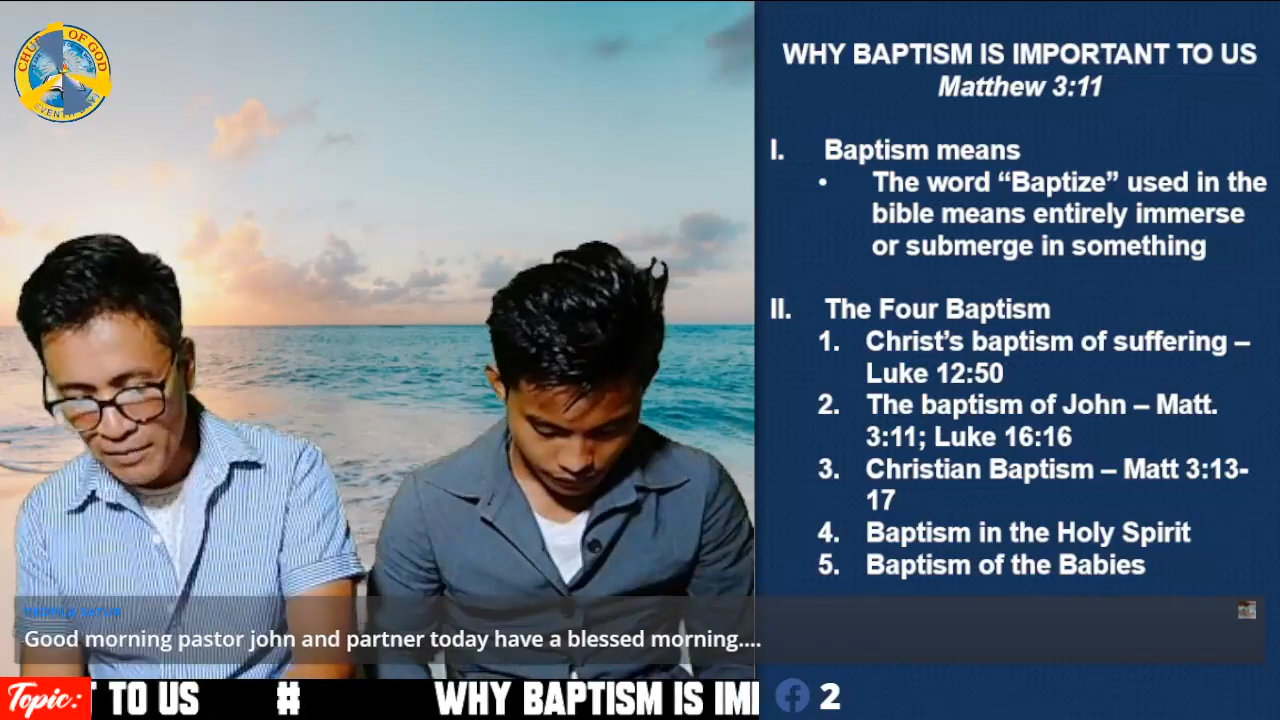 CHURCH OF GOD
WHY BAPTISM IS IMPORTANT TO US
Matthew 3:11
I. Baptism means
• The word “Baptize” used in the
bible means entirely immerse
or submerge in something
II. The Four Baptism
1. Christ’s baptism of suffering –
Luke 12:50
2. The baptism of John – Matt.
3:11; Luke 16:16
3. Christian Baptism – Matt 3:13-
17
4. Baptism in the Holy Spirit
5. Baptism of the Babies
Good morning pastor john and partner today have a blessed morning....
Topic: TO US # WHY BAPTISM IS IM
2